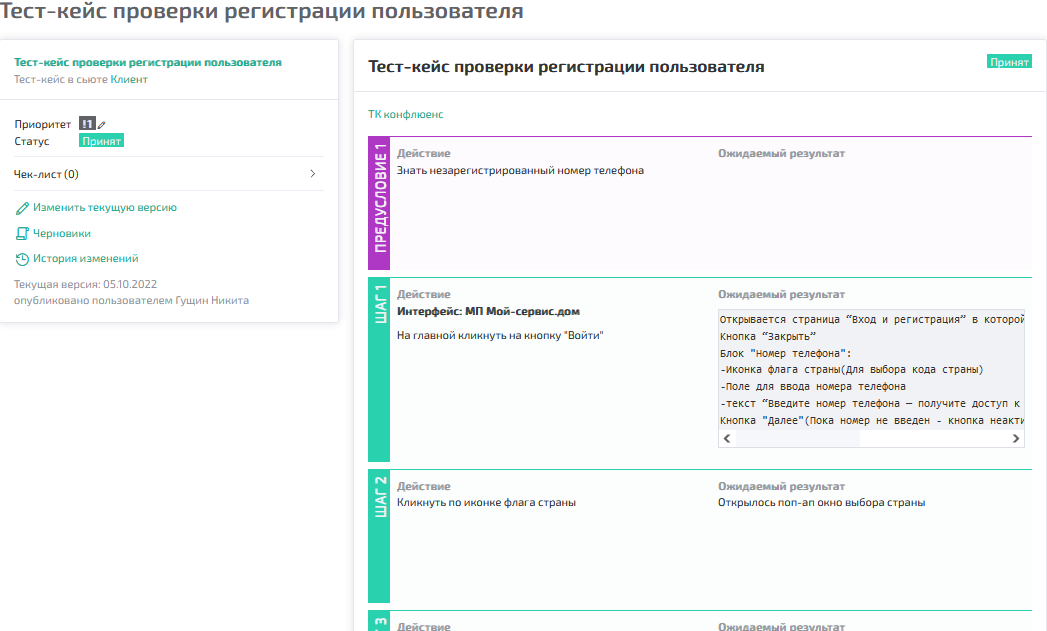 Тест-кейс проверки регистрации пользователя
Тест-кейс проверки регистрации пользователя
Тест-кейс в сьюте Клиент
Приоритет !1
Статус Принят
Чек-лист (0)
Изменить текущую версию
Черновики
История изменений
Текущая версия: 05.10.2022
опубликовано пользователем Гущин Никита
Тест-кейс проверки регистрации пользователя
Принят
ТК конфлюенс
ПРЕДУСЛОВИЕ 1
Действие
Знать незарегистрированный номер телефона
Ожидаемый результат
ШАГ 1
Действие
Интерфейс: МП Мой-сервис.дом
На главной кликнуть на кнопку "Войти"
Ожидаемый результат
Открывается страница “Вход и регистрация” в которой
Кнопка “Закрыть”
Блок "Номер телефона":
-Иконка флага страны(Для выбора кода страны)
-Поле для ввода номера телефона
-текст “Введите номер телефона – получите доступ к
Кнопка "Далее"(Пока номер не введен - кнопка неакти
ШАГ 2
Действие
Кликнуть по иконке флага страны
Ожидаемый результат
Открылось поп-ап окно выбора страны
3
Действие
Ожидаемый результат